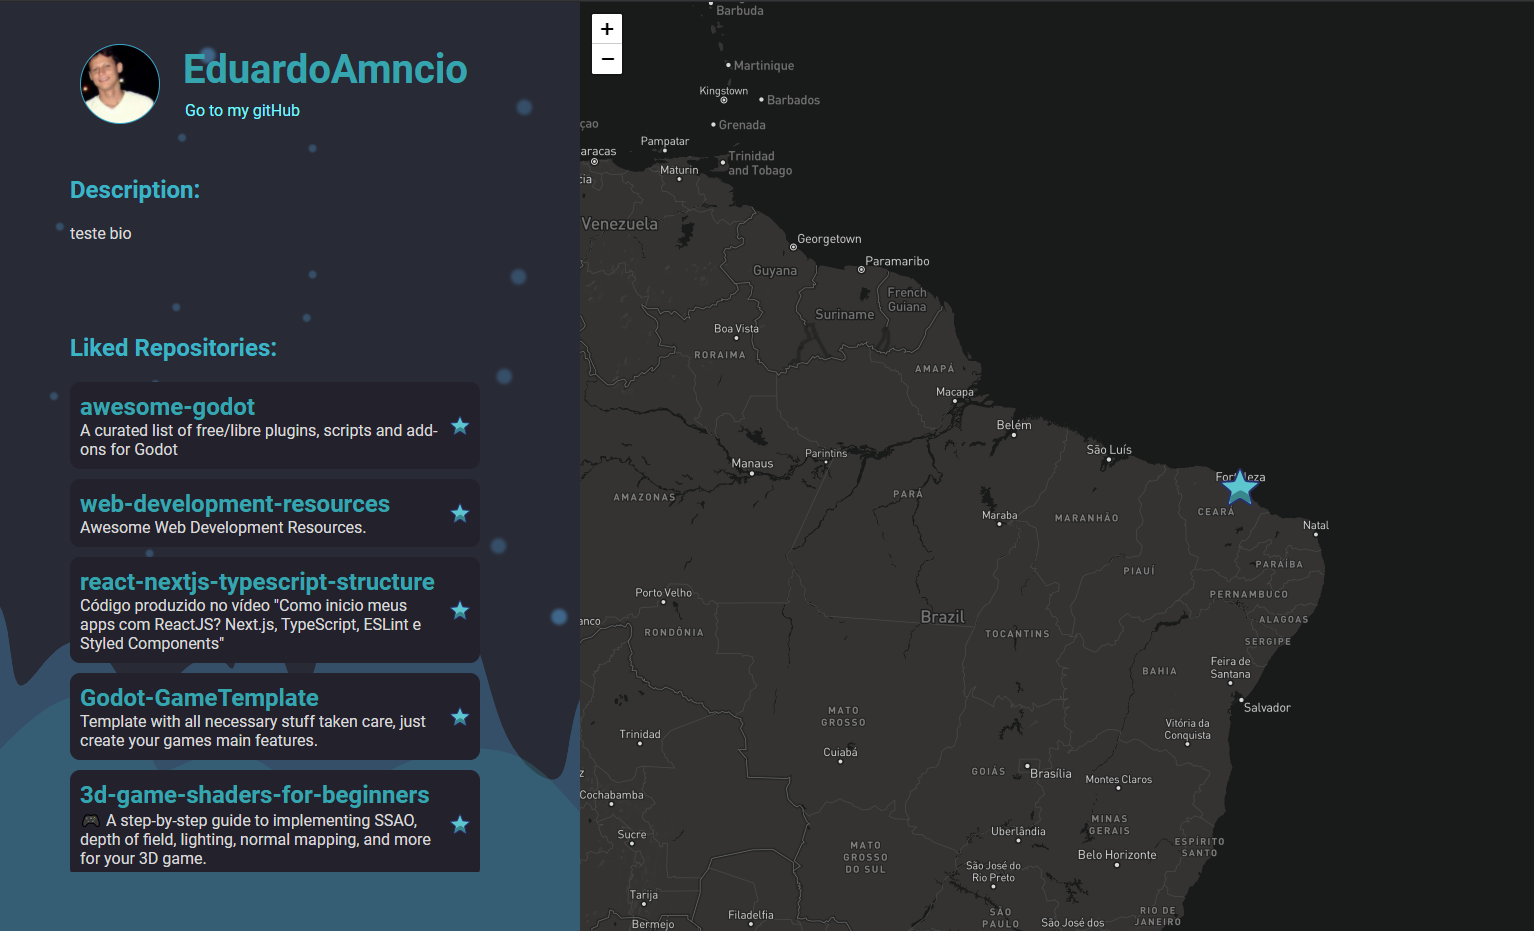 EduardoAmncio
Go to my gitHub
Description:
teste bio
Liked Repositories:
awesome-godot
A curated list of free/libre plugins, scripts and add-
ons for Godot
web-development-resources
Awesome Web Development Resources.
react-nextjs-typescript-structure
Código produzido no vídeo "Como inicio meus
apps com ReactJS? Next.js, TypeScript, ESLint e
Styled Components"
Godot-GameTemplate
Template with all necessary stuff taken care, just
create your games main features.
3d-game-shaders-for-beginners
🎮 A step-by-step guide to implementing SSAO,
depth of field, lighting, normal mapping, and more
for your 3D game.
+
−
Barbuda
Martinique
Kingstown
Barbados
Grenada
çao
Pampatar
aracas
Trinidad
and Tobago
Maturin
cia
Venezuela
Georgetown
Paramaribo
Guyana
French
Guiana
Suriname
Boa Vista
RORAIMA
AMAPÁ
Macapa
Belém
São Luís
Parintins
Manaus
Fort leza
AMAZONAS
PARÁ
CEARÁ
Maraba
MARANHÃO
Natal
PIAUÍ
PARAÍBA
Porto Velho
PERNAMBUCO
anco
RONDÔNIA
Brazil
ALAGOAS
TOCANTINS
SERGIPE
Feira de
Santana
BAHIA
Salvador
MATO
GROSSO
Vitória da
Conquista
Trinidad
Cuiabá
z
GOIÁS
Brasília
Montes Claros
Cochabamba
MINAS
GERAIS
Sucre
Uberlândia
ESPÍRITO
SANTO
MATO
GROSSO
DO SUL
Belo Horizonte
São José do
Rio Preto
Tarija
Filadelfia
Bermejo
SÃO
PAULO
São José dos
RIO DE
JANEIRO